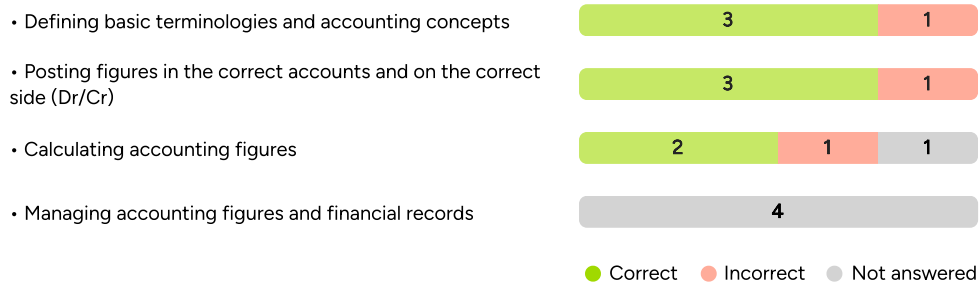 • Defining basic terminologies and accounting concepts
3 1
• Posting figures in the correct accounts and on the correct
side (Dr/Cr)
3 1
• Calculating accounting figures
2 1 1
• Managing accounting figures and financial records
4
Correct Incorrect Not answered